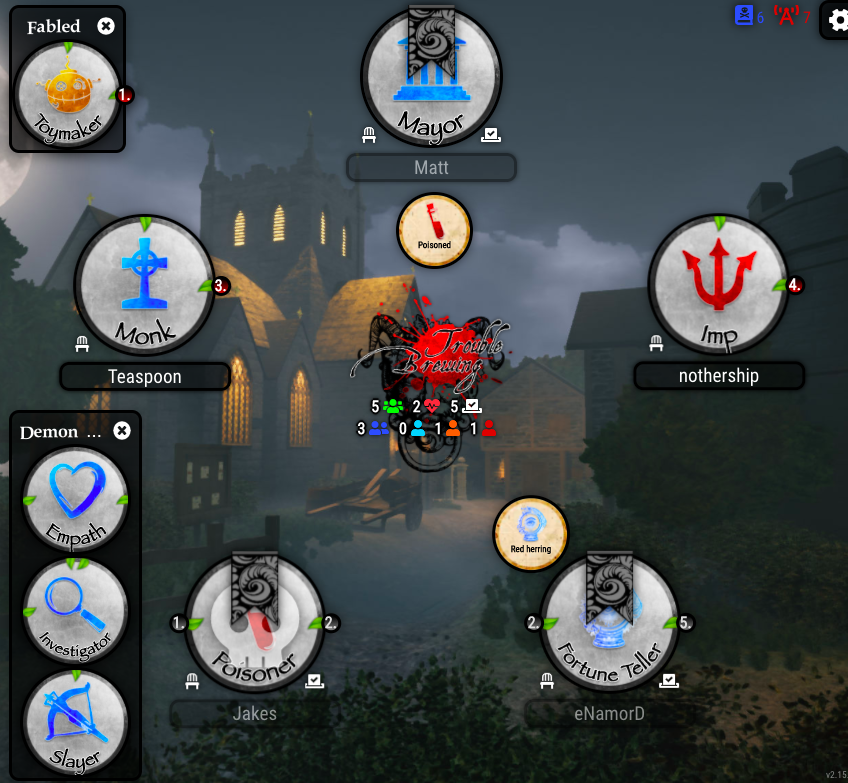 Fabled
Toymaker
1.
Mayor
Matt
6
7
Poisoned
Monk
3.
Teaspoon
Imp
4.
nothership
Trouble
Brewing
5 2 5
3 0 1 1
Demon ...
Empath
Investigator
Slayer
Red herring
1.
Poisoner
2.
Jakes
2.
Fortune Teller
5.
eNamorD
v2.15